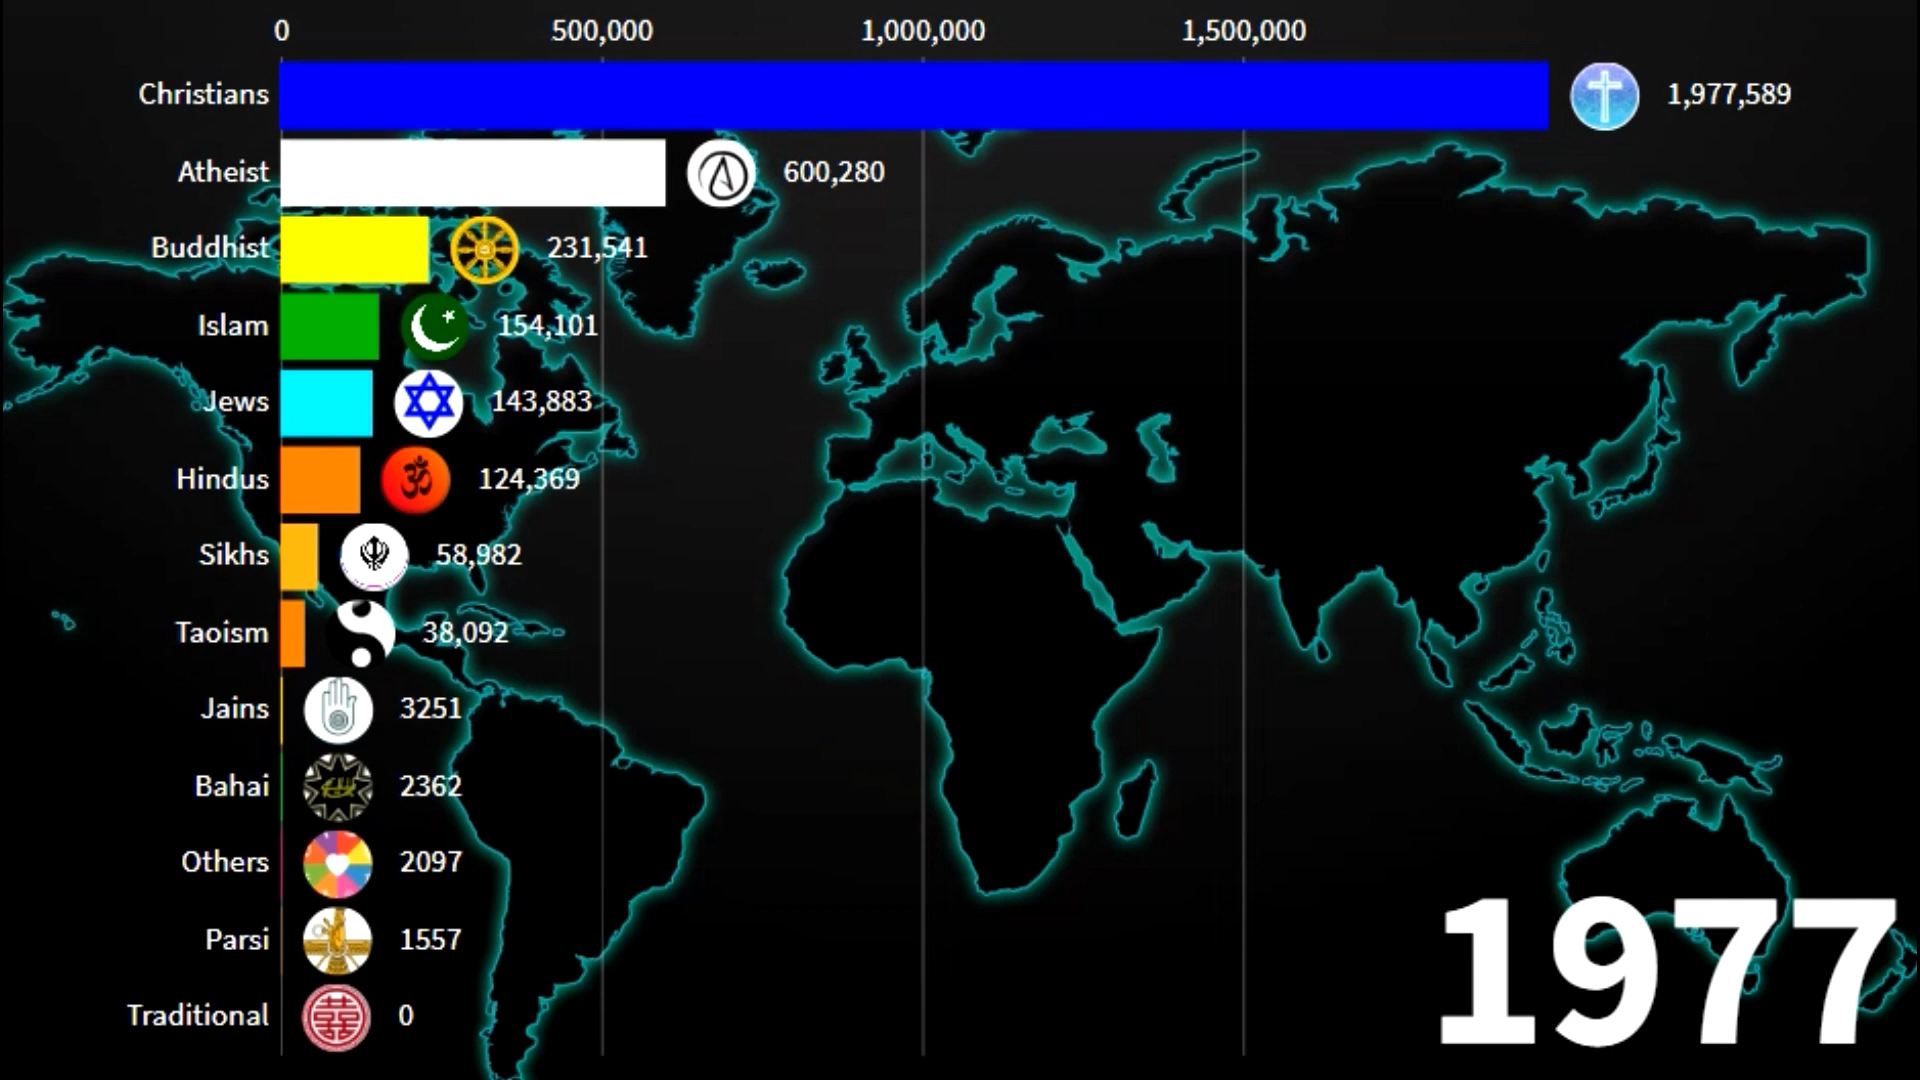 0 500,000 1,000,000 1,500,000
Christians 1,977,589
Atheist 600,280
Buddhist 231,541
Islam 154,101
Jews 143,883
Hindus 124,369
Sikhs 58,982
Taoism 38,092
Jains 3251
Bahai 2362
Others 2097
Parsi 1557
Traditional 0
1977